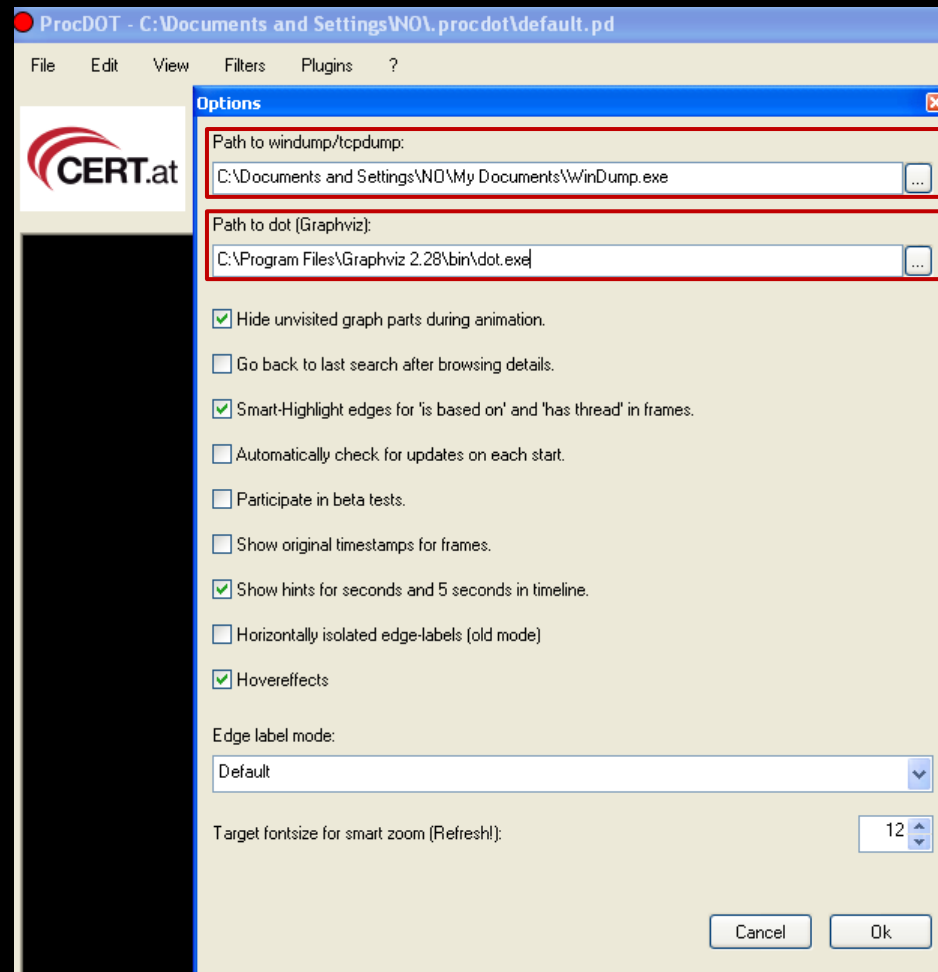 ProcDOT - C:\Documents and Settings\NO\.procdot\default.pd
File Edit View Filters Plugins ?
Options
CERT.at
Path to windump/tcpdump:
C:\Documents and Settings\NO\My Documents\WinDump.exe
...
Path to dot (Graphviz):
C:\Program Files\Graphviz 2.28\bin\dot.exe
...
Hide unvisited graph parts during animation.
Go back to last search after browsing details.
Smart-Highlight edges for 'is based on' and 'has thread' in frames.
Automatically check for updates on each start.
Participate in beta tests.
Show original timestamps for frames.
Show hints for seconds and 5 seconds in timeline.
Horizontally isolated edge-labels (old mode)
Hovereffects
Edge label mode:
Default
Target fontsize for smart zoom (Refresh!): 12
Cancel Ok